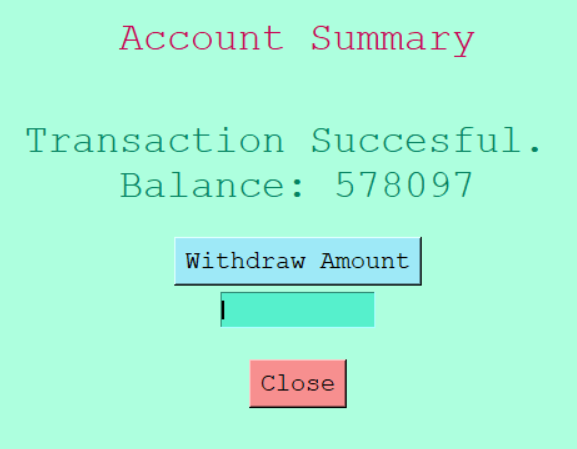 Account Summary
Transaction Succesful.
Balance: 578097
Withdraw Amount
Close